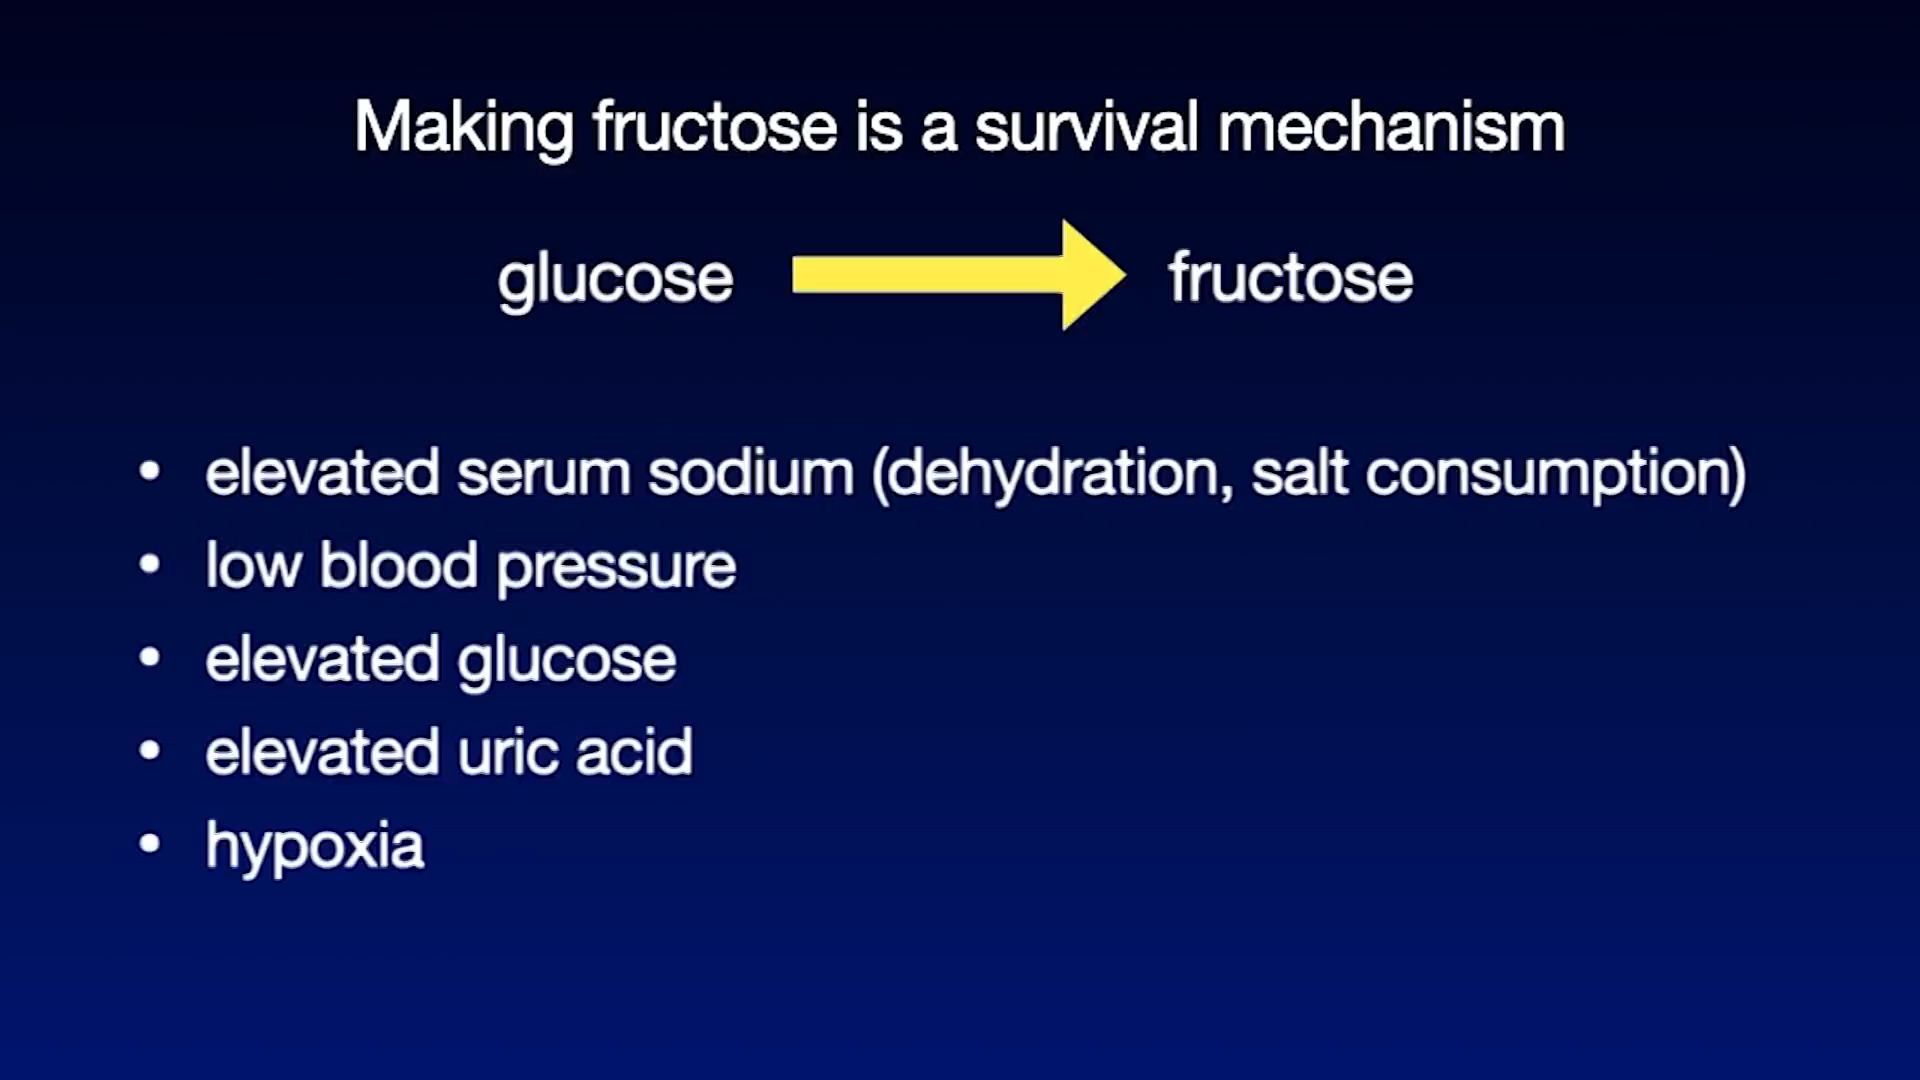 Making fructose is a survival mechanism
glucose fructose
• elevated serum sodium (dehydration, salt consumption)
• low blood pressure
• elevated glucose
• elevated uric acid
• hypoxia